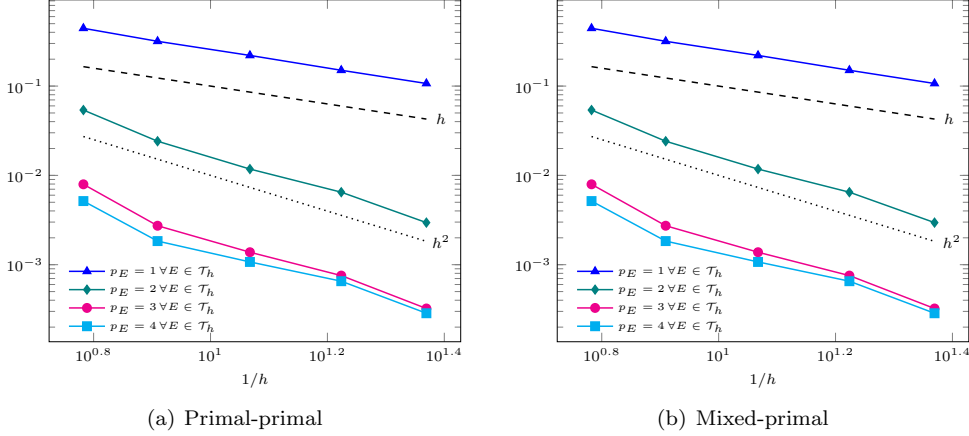 10⁻¹
10⁻²
10⁻³
h
h²
p_E = 1 ∀E ∈ 𝒯_h
p_E = 2 ∀E ∈ 𝒯_h
p_E = 3 ∀E ∈ 𝒯_h
p_E = 4 ∀E ∈ 𝒯_h
10^0.8 10^1 10^1.2 10^1.4
1/h
(a) Primal-primal
10⁻¹
10⁻²
10⁻³
h
h²
p_E = 1 ∀E ∈ 𝒯_h
p_E = 2 ∀E ∈ 𝒯_h
p_E = 3 ∀E ∈ 𝒯_h
p_E = 4 ∀E ∈ 𝒯_h
10^0.8 10^1 10^1.2 10^1.4
1/h
(b) Mixed-primal